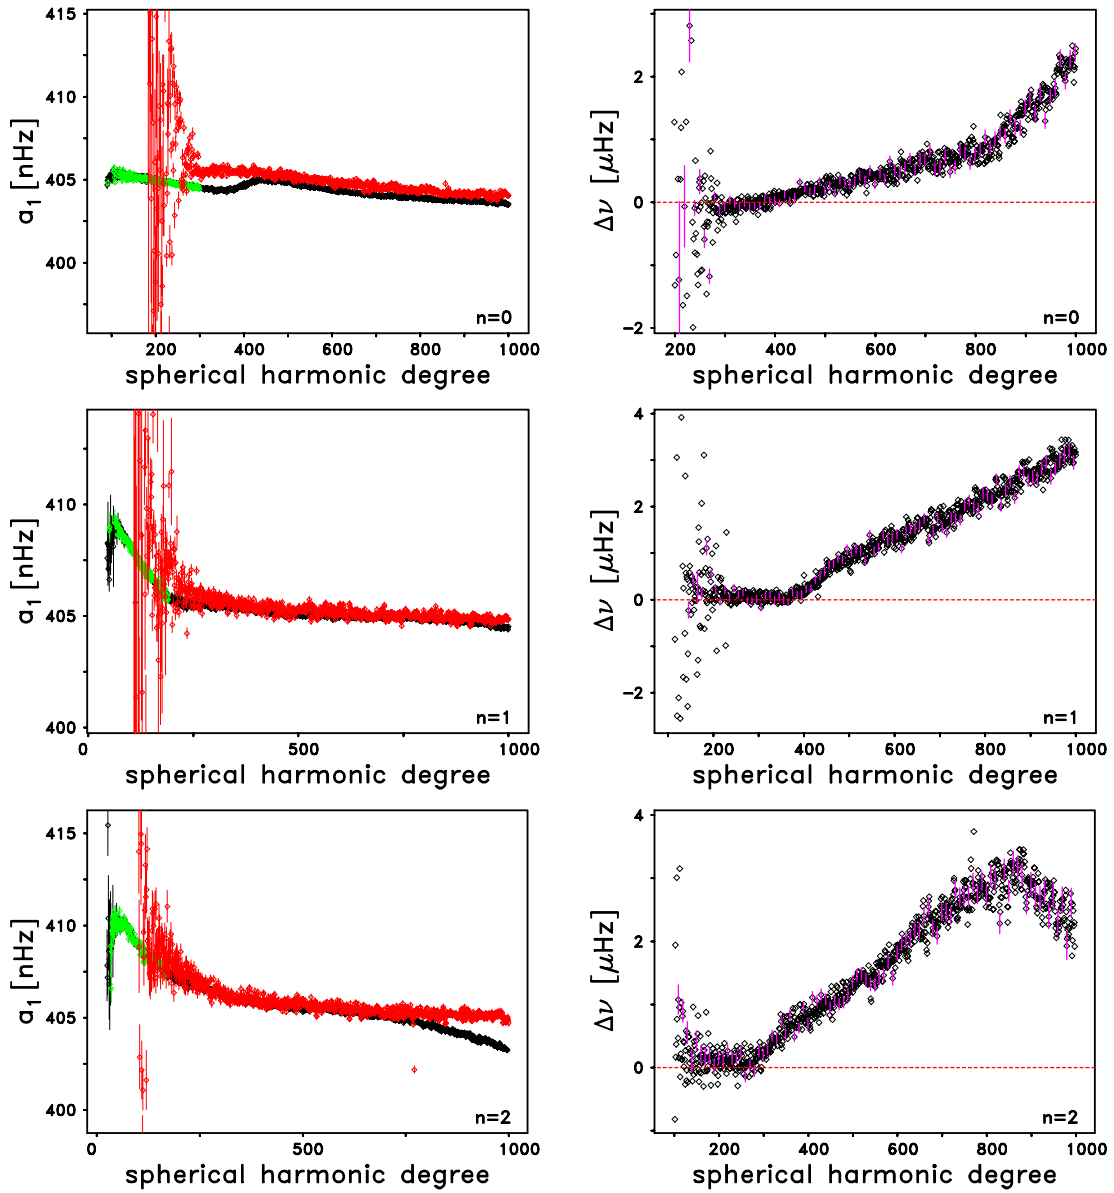 415
410
405
400
a₁ [nHz]
n=0
200 400 600 800 1000
spherical harmonic degree
2
0
−2
Δν [μHz]
n=0
200 400 600 800 1000
spherical harmonic degree
410
405
400
a₁ [nHz]
n=1
0 500 1000
spherical harmonic degree
4
2
0
−2
Δν [μHz]
n=1
200 400 600 800 1000
spherical harmonic degree
415
410
405
400
a₁ [nHz]
n=2
0 500 1000
spherical harmonic degree
4
2
0
Δν [μHz]
n=2
200 400 600 800 1000
spherical harmonic degree